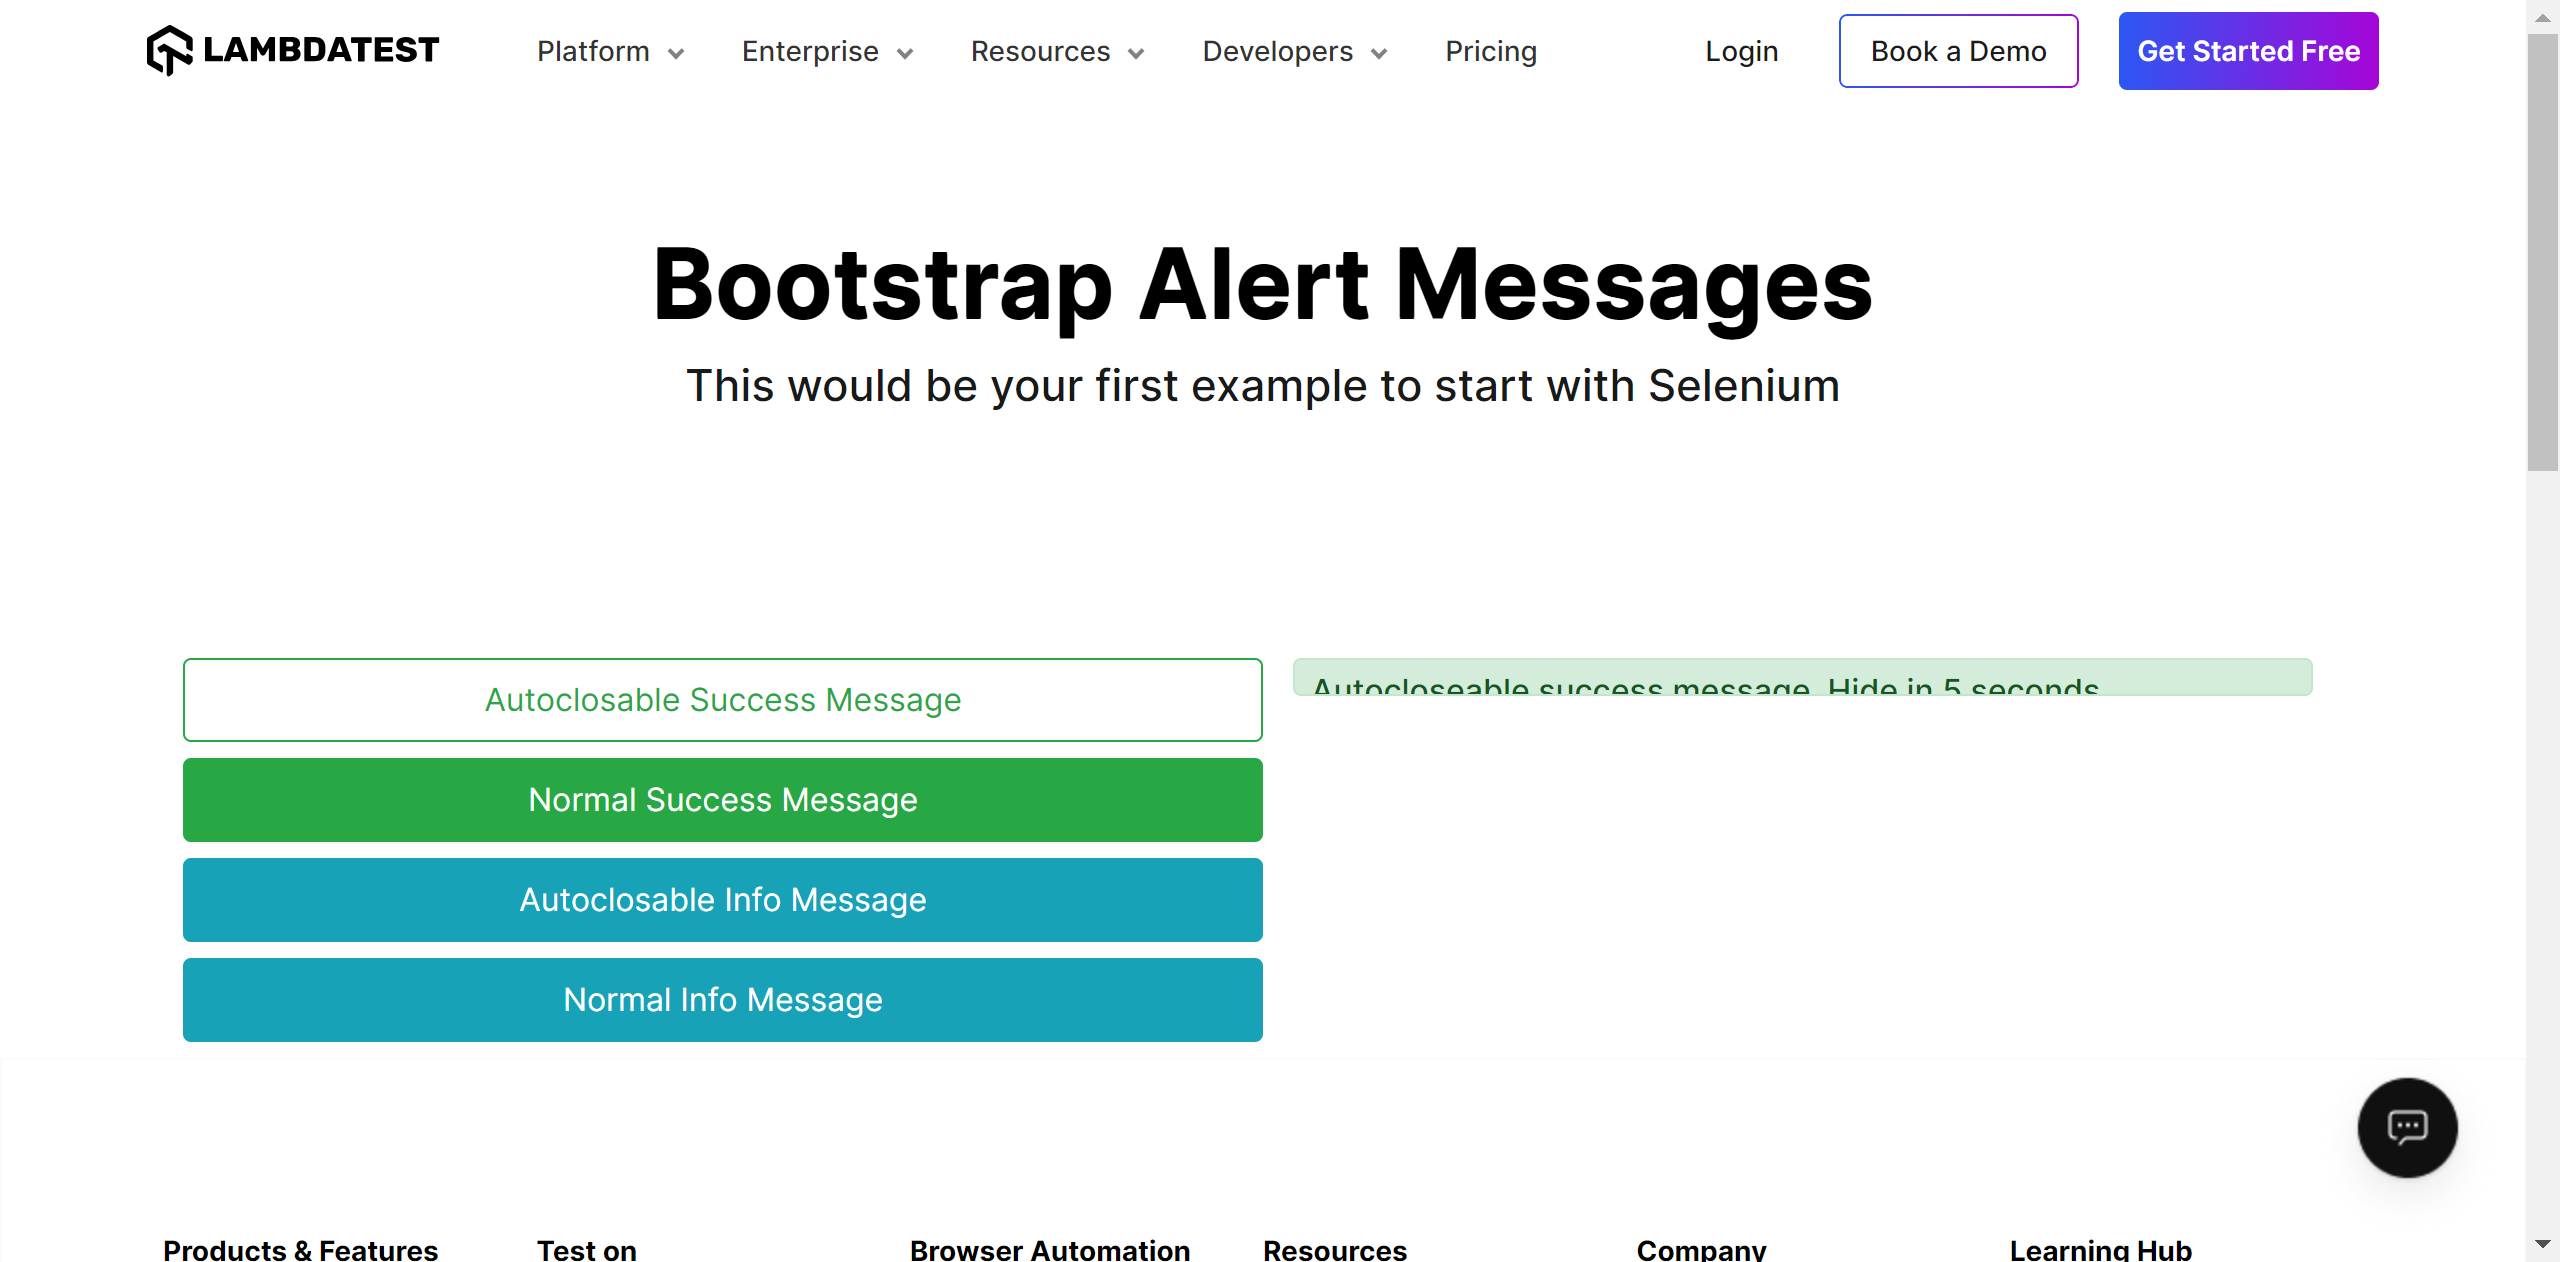 LAMBDATEST Platform Enterprise Resources Developers Pricing Login Book a Demo Get Started Free
Bootstrap Alert Messages
This would be your first example to start with Selenium
Autoclosable Success Message
Autocloseable success message. Hide in 5 seconds
Normal Success Message
Autoclosable Info Message
Normal Info Message
Products & Features Test on Browser Automation Resources Company Learning Hub